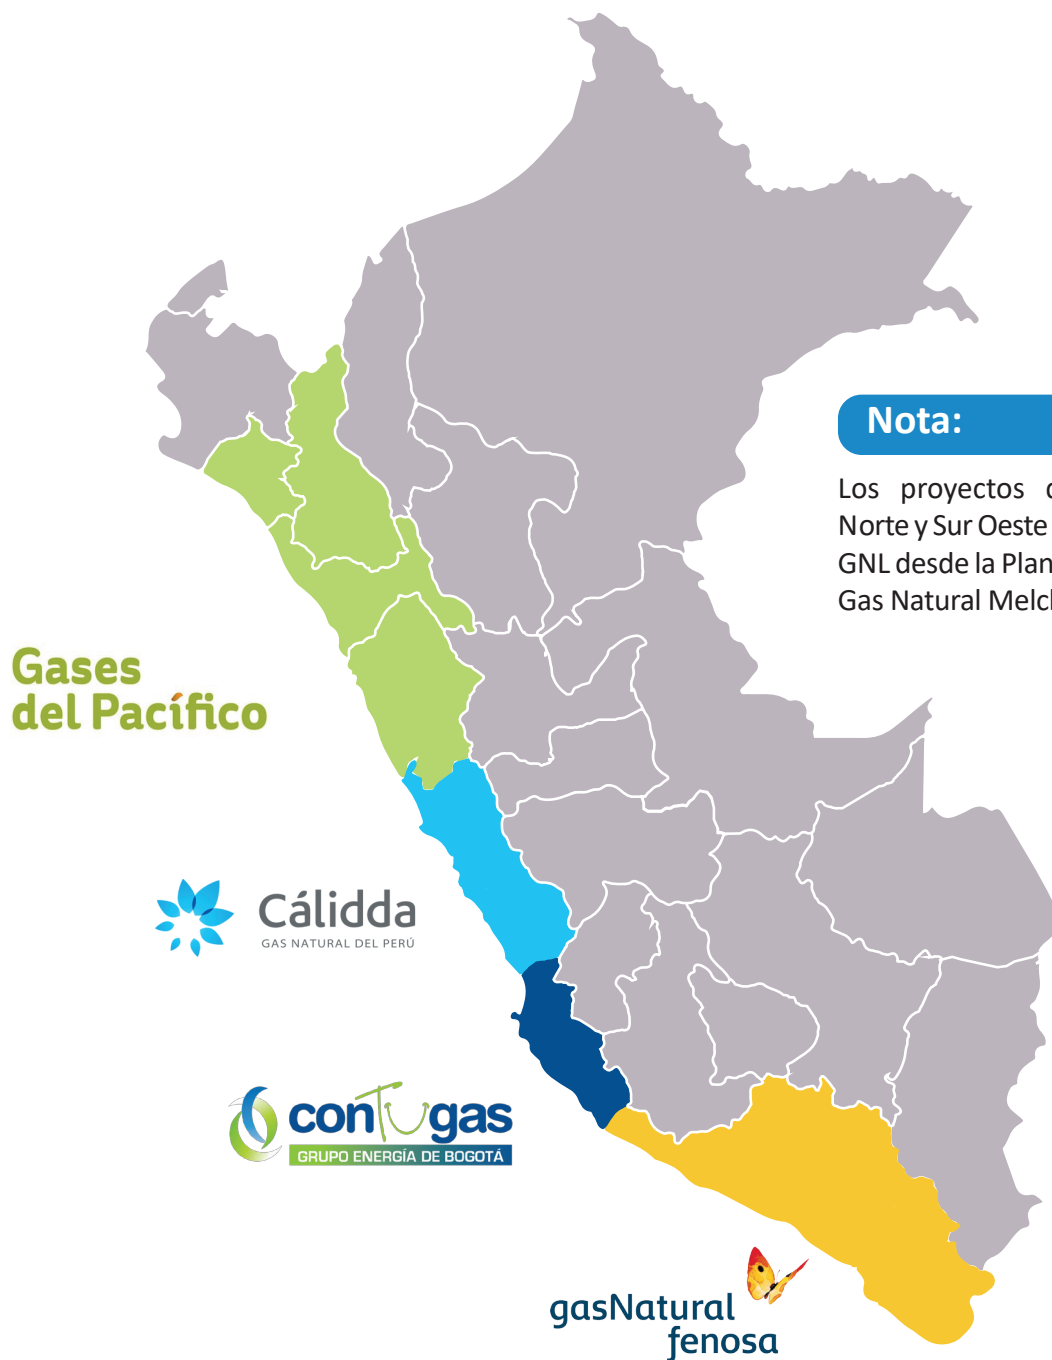 Nota:
Los proyectos
Norte y Sur Oeste
GNL desde la Plan
Gas Natural Melc
Gases
del Pacífico
Cálidda
GAS NATURAL DEL PERÚ
conTUgas
GRUPO ENERGÍA DE BOGOTÁ
gasNatural
fenosa